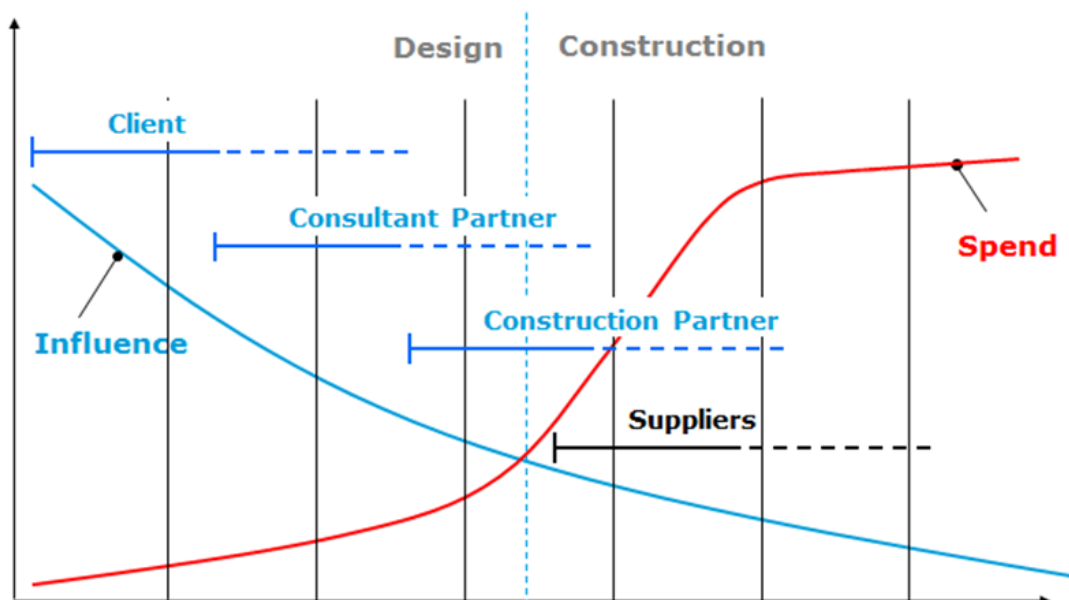 Design
Construction
Client
Consultant Partner
Spend
Construction Partner
Influence
Suppliers